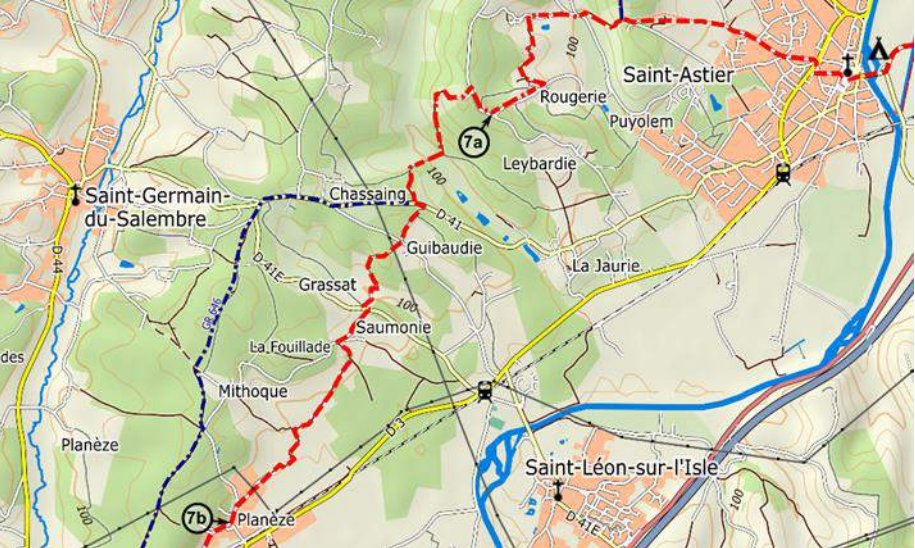 100
Saint-Astier
Rougerie
Puyolem
7a
Leybardie
100
Chassaing
Saint-Germain-
du-Salembre
D-41
Guibaudie
D-44
D-41E
La Jaurie
Grassat
100
GR 646
Saumonie
La Fouillade
des
Mithoque
D-3
Planèze
Saint-Léon-sur-l'Isle
100
100
7b
Planèze
D-41E